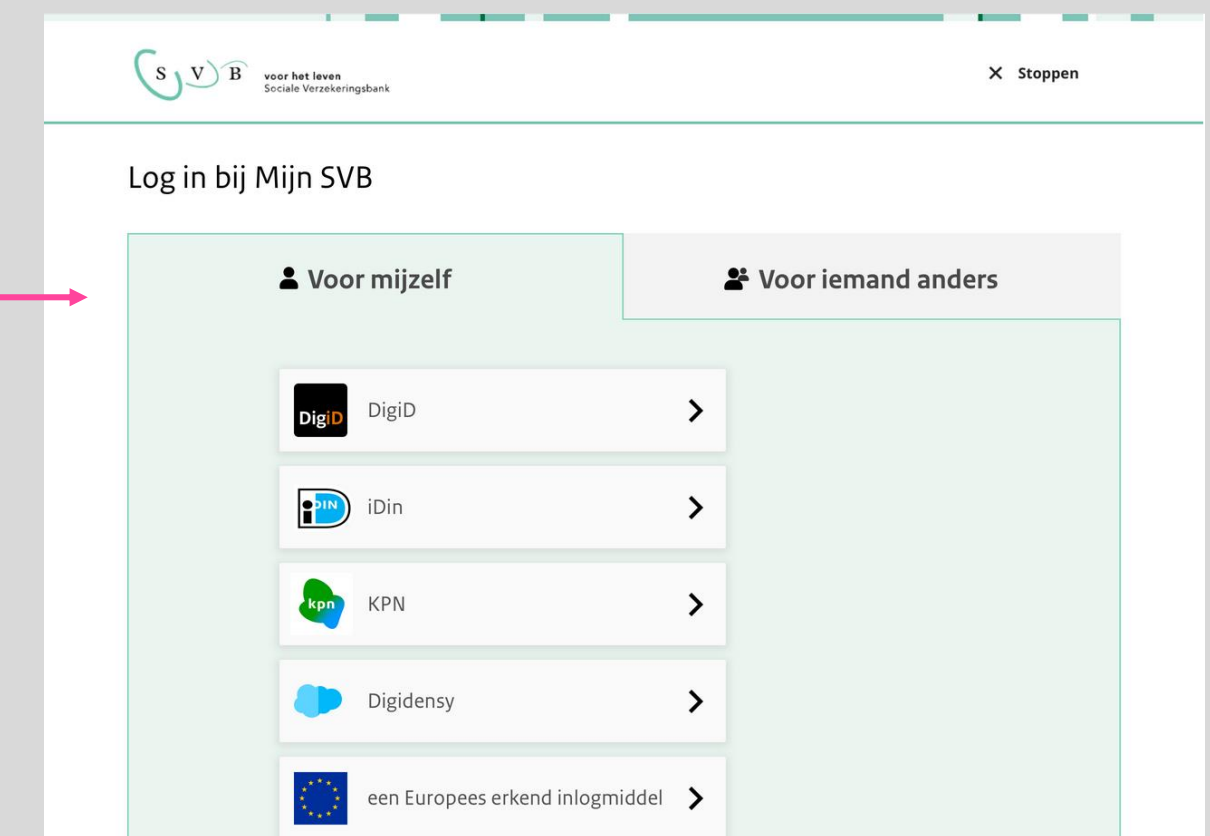 S V B
voor het leven
Sociale Verzekeringsbank
Stoppen
Log in bij Mijn SVB
Voor mijzelf
Voor iemand anders
DigiD DigiD
iDIN iDin
kpn KPN
Digidensy
een Europees erkend inlogmiddel